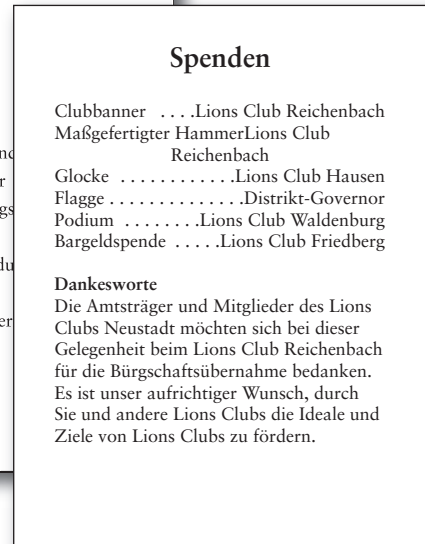 Spenden
Clubbanner . . . .Lions Club Reichenbach
Maßgefertigter HammerLions Club
Reichenbach
Glocke . . . . . . . . . . . .Lions Club Hausen
Flagge . . . . . . . . . . . . . .Distrikt-Governor
Podium . . . . . . . .Lions Club Waldenburg
Bargeldspende . . . . .Lions Club Friedberg
Dankesworte
Die Amtsträger und Mitglieder des Lions
Clubs Neustadt möchten sich bei dieser
Gelegenheit beim Lions Club Reichenbach
für die Bürgschaftsübernahme bedanken.
Es ist unser aufrichtiger Wunsch, durch
Sie und andere Lions Clubs die Ideale und
Ziele von Lions Clubs zu fördern.